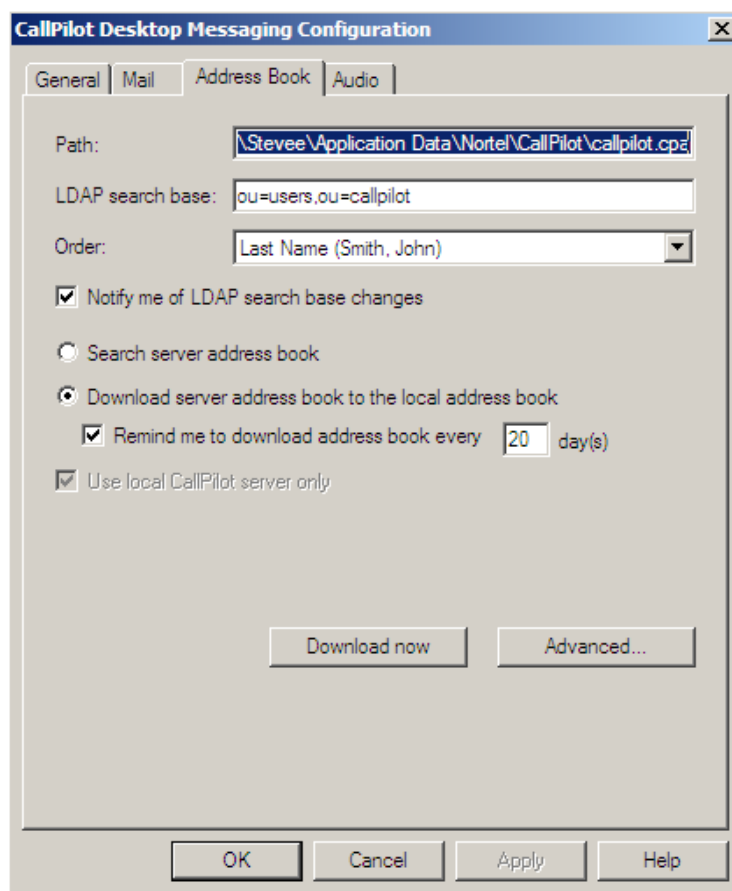 CallPilot Desktop Messaging Configuration
General Mail Address Book Audio
Path: \Stevee\Application Data\Nortel\CallPilot\callpilot.cpa
LDAP search base: ou=users,ou=callpilot
Order: Last Name (Smith, John)
Notify me of LDAP search base changes
Search server address book
Download server address book to the local address book
Remind me to download address book every 20 day(s)
Use local CallPilot server only
Download now Advanced...
OK Cancel Apply Help